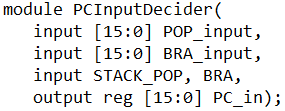 module PCInputDecider(
input [15:0] POP_input,
input [15:0] BRA_input,
input STACK_POP, BRA,
output reg [15:0] PC_in);